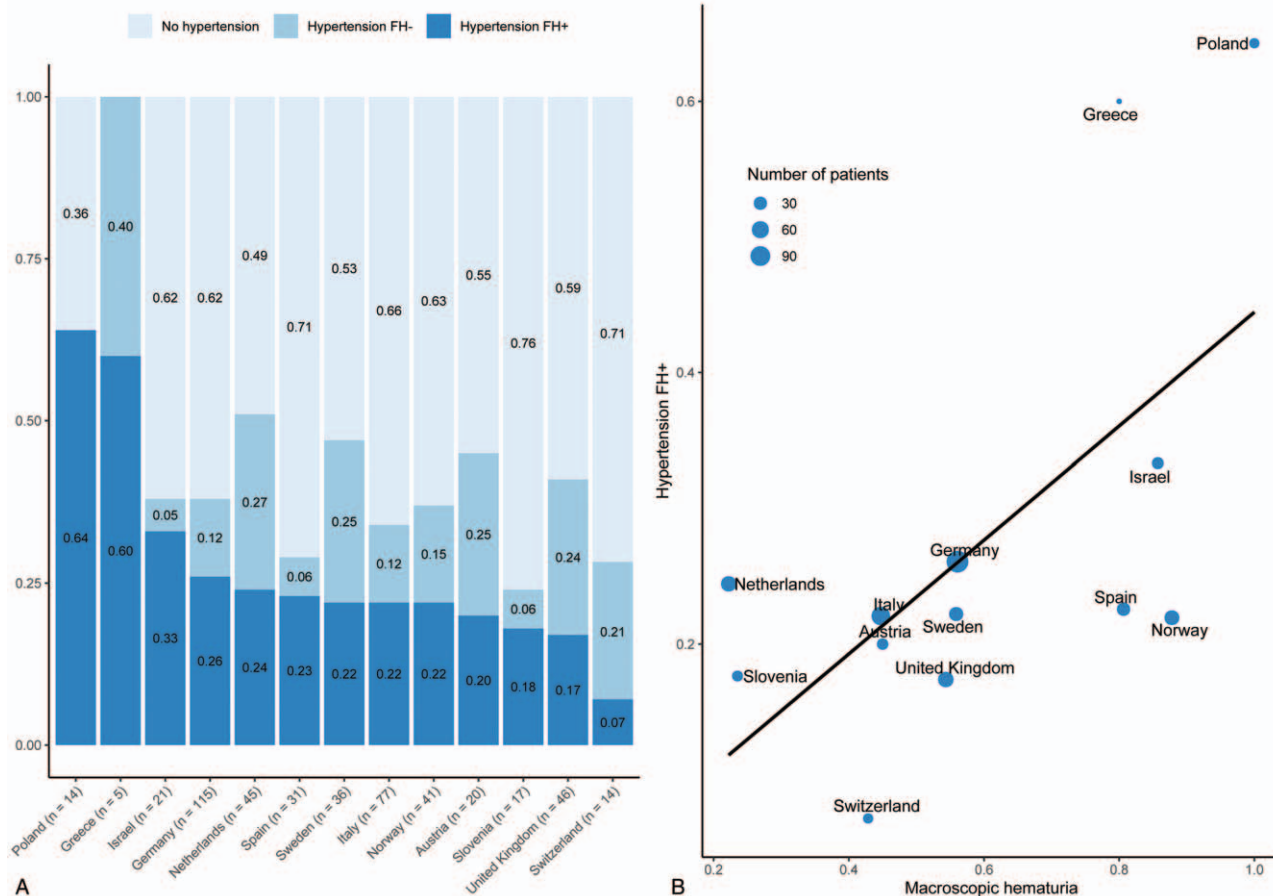 No hypertension Hypertension FH- Hypertension FH+
1.00
0.75
0.50
0.25
0.00
0.36 0.64
0.40 0.60
0.62 0.05 0.33
0.62 0.12 0.26
0.49 0.27 0.24
0.71 0.06 0.23
0.53 0.25 0.22
0.66 0.12 0.22
0.63 0.15 0.22
0.55 0.25 0.20
0.76 0.06 0.18
0.59 0.24 0.17
0.71 0.21 0.07
Poland (n = 14)
Greece (n = 5)
Israel (n = 21)
Germany (n = 115)
Netherlands (n = 45)
Spain (n = 31)
Sweden (n = 36)
Italy (n = 77)
Norway (n = 41)
Austria (n = 20)
Slovenia (n = 17)
United Kingdom (n = 46)
Switzerland (n = 14)
A
Hypertension FH+
0.6
0.4
0.2
Number of patients
30
60
90
Poland
Greece
Israel
Germany
Netherlands
Italy
Spain
Austria
Sweden
Norway
United Kingdom
Slovenia
Switzerland
0.2 0.4 0.6 0.8 1.0
Macroscopic hematuria
B